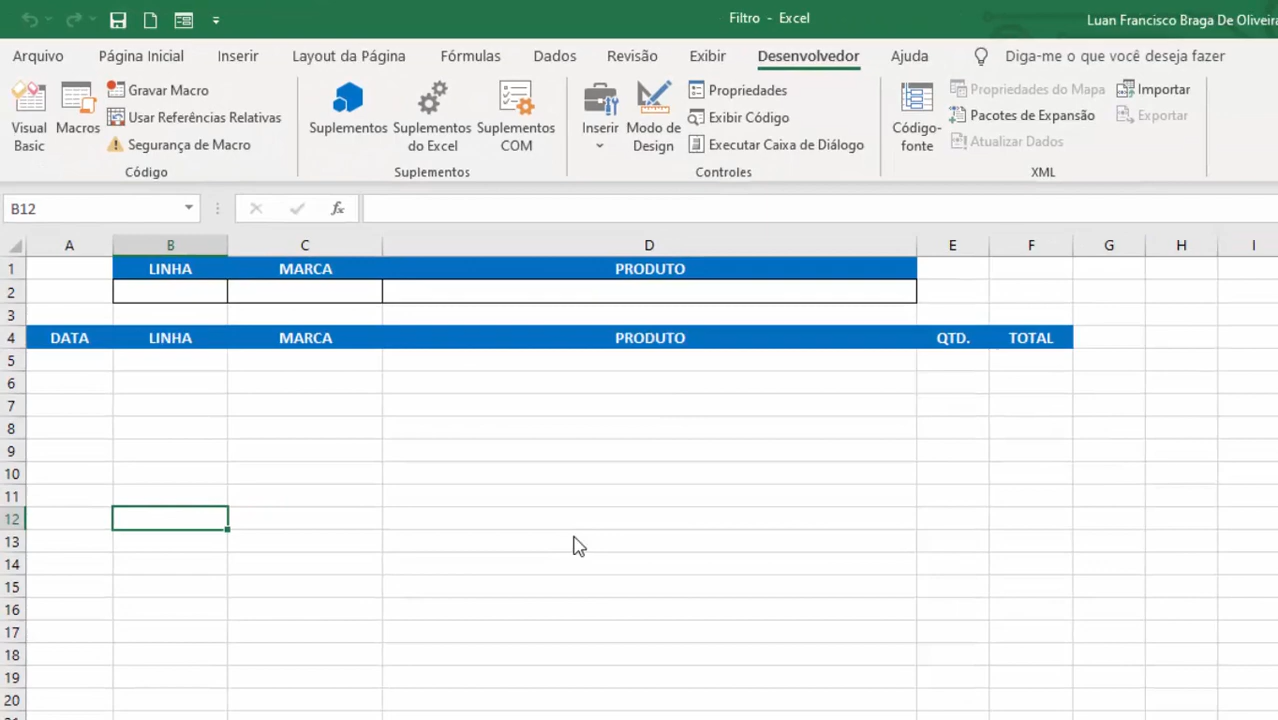 Filtro - Excel
Luan Francisco Braga De Oliveira
Arquivo Página Inicial Inserir Layout da Página Fórmulas Dados Revisão Exibir Desenvolvedor Ajuda Diga-me o que você deseja fazer
Visual Basic
Macros
Gravar Macro
Usar Referências Relativas
Segurança de Macro
Código
Suplementos
Suplementos do Excel
Suplementos COM
Suplementos
Inserir
Modo de Design
Propriedades
Exibir Código
Executar Caixa de Diálogo
Controles
Código-fonte
Propriedades do Mapa
Pacotes de Expansão
Atualizar Dados
Importar
Exportar
XML
B12 fx
A B C D E F G H I
1 LINHA MARCA PRODUTO
2
3
4 DATA LINHA MARCA PRODUTO QTD. TOTAL
5
6
7
8
9
10
11
12
13
14
15
16
17
18
19
20